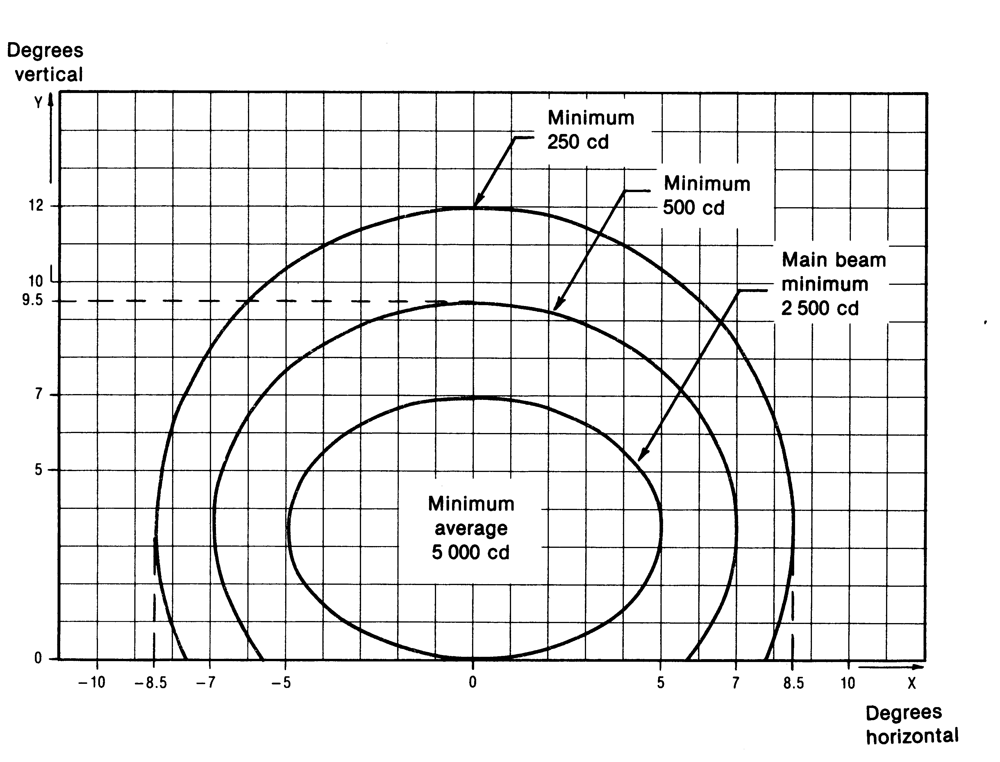 Degrees
vertical
Y
Minimum
250 cd
Minimum
500 cd
Main beam
minimum
2 500 cd
12
10
9.5
7
5
0
Minimum
average
5 000 cd
−10
−8.5
−7
−5
0
5
7
8.5
10
X
Degrees
horizontal